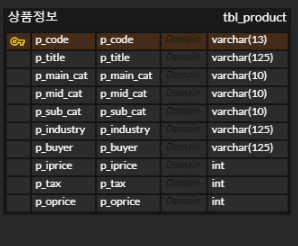 상품정보 tbl_product
p_code p_code Domain varchar(13)
p_title p_title Domain varchar(125)
p_main_cat p_main_cat Domain varchar(10)
p_mid_cat p_mid_cat Domain varchar(10)
p_sub_cat p_sub_cat Domain varchar(10)
p_industry p_industry Domain varchar(125)
p_buyer p_buyer Domain varchar(125)
p_iprice p_iprice Domain int
p_tax p_tax Domain int
p_oprice p_oprice Domain int